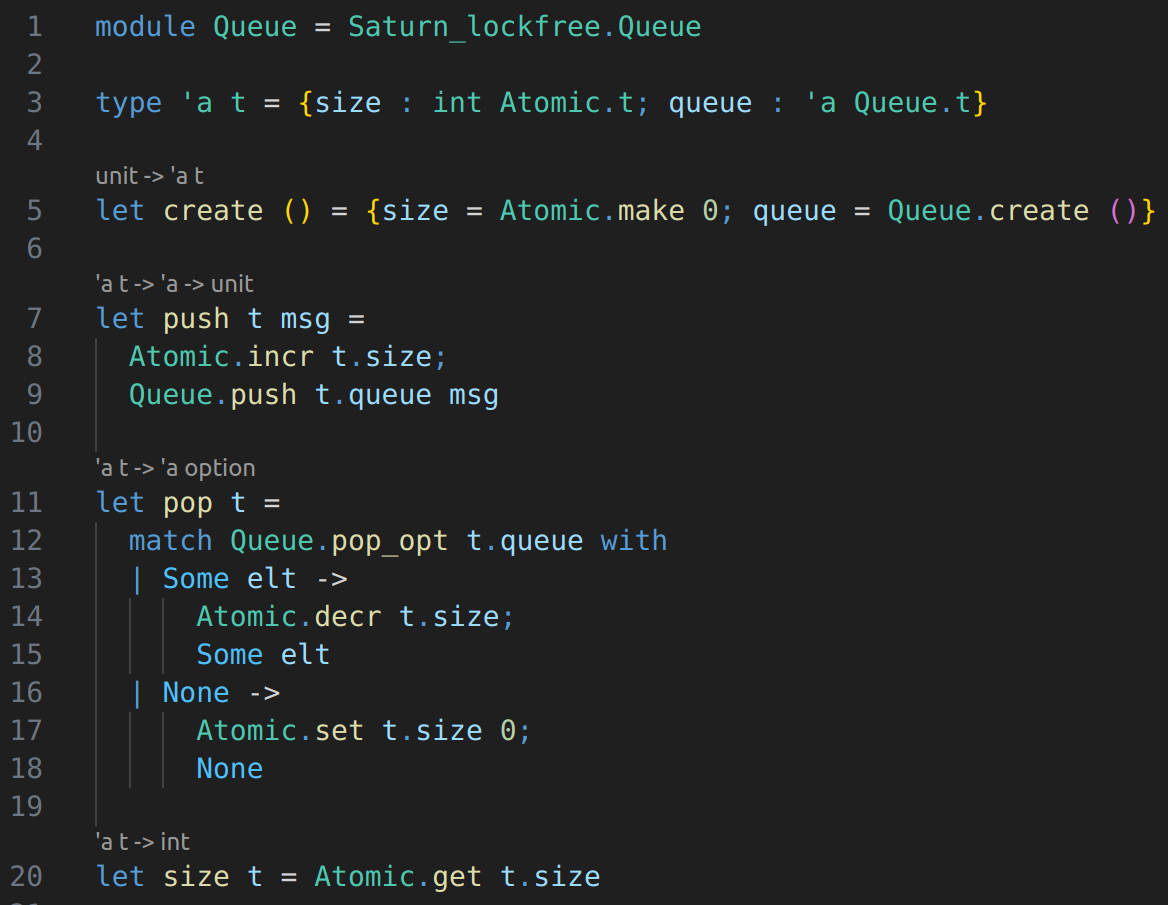 1 module Queue = Saturn_lockfree.Queue
2
3 type 'a t = {size : int Atomic.t; queue : 'a Queue.t}
4
unit -> 'a t
5 let create () = {size = Atomic.make 0; queue = Queue.create ()}
6
'a t -> 'a -> unit
7 let push t msg =
8 Atomic.incr t.size;
9 Queue.push t.queue msg
10
'a t -> 'a option
11 let pop t =
12 match Queue.pop_opt t.queue with
13 | Some elt ->
14 Atomic.decr t.size;
15 Some elt
16 | None ->
17 Atomic.set t.size 0;
18 None
19
'a t -> int
20 let size t = Atomic.get t.size